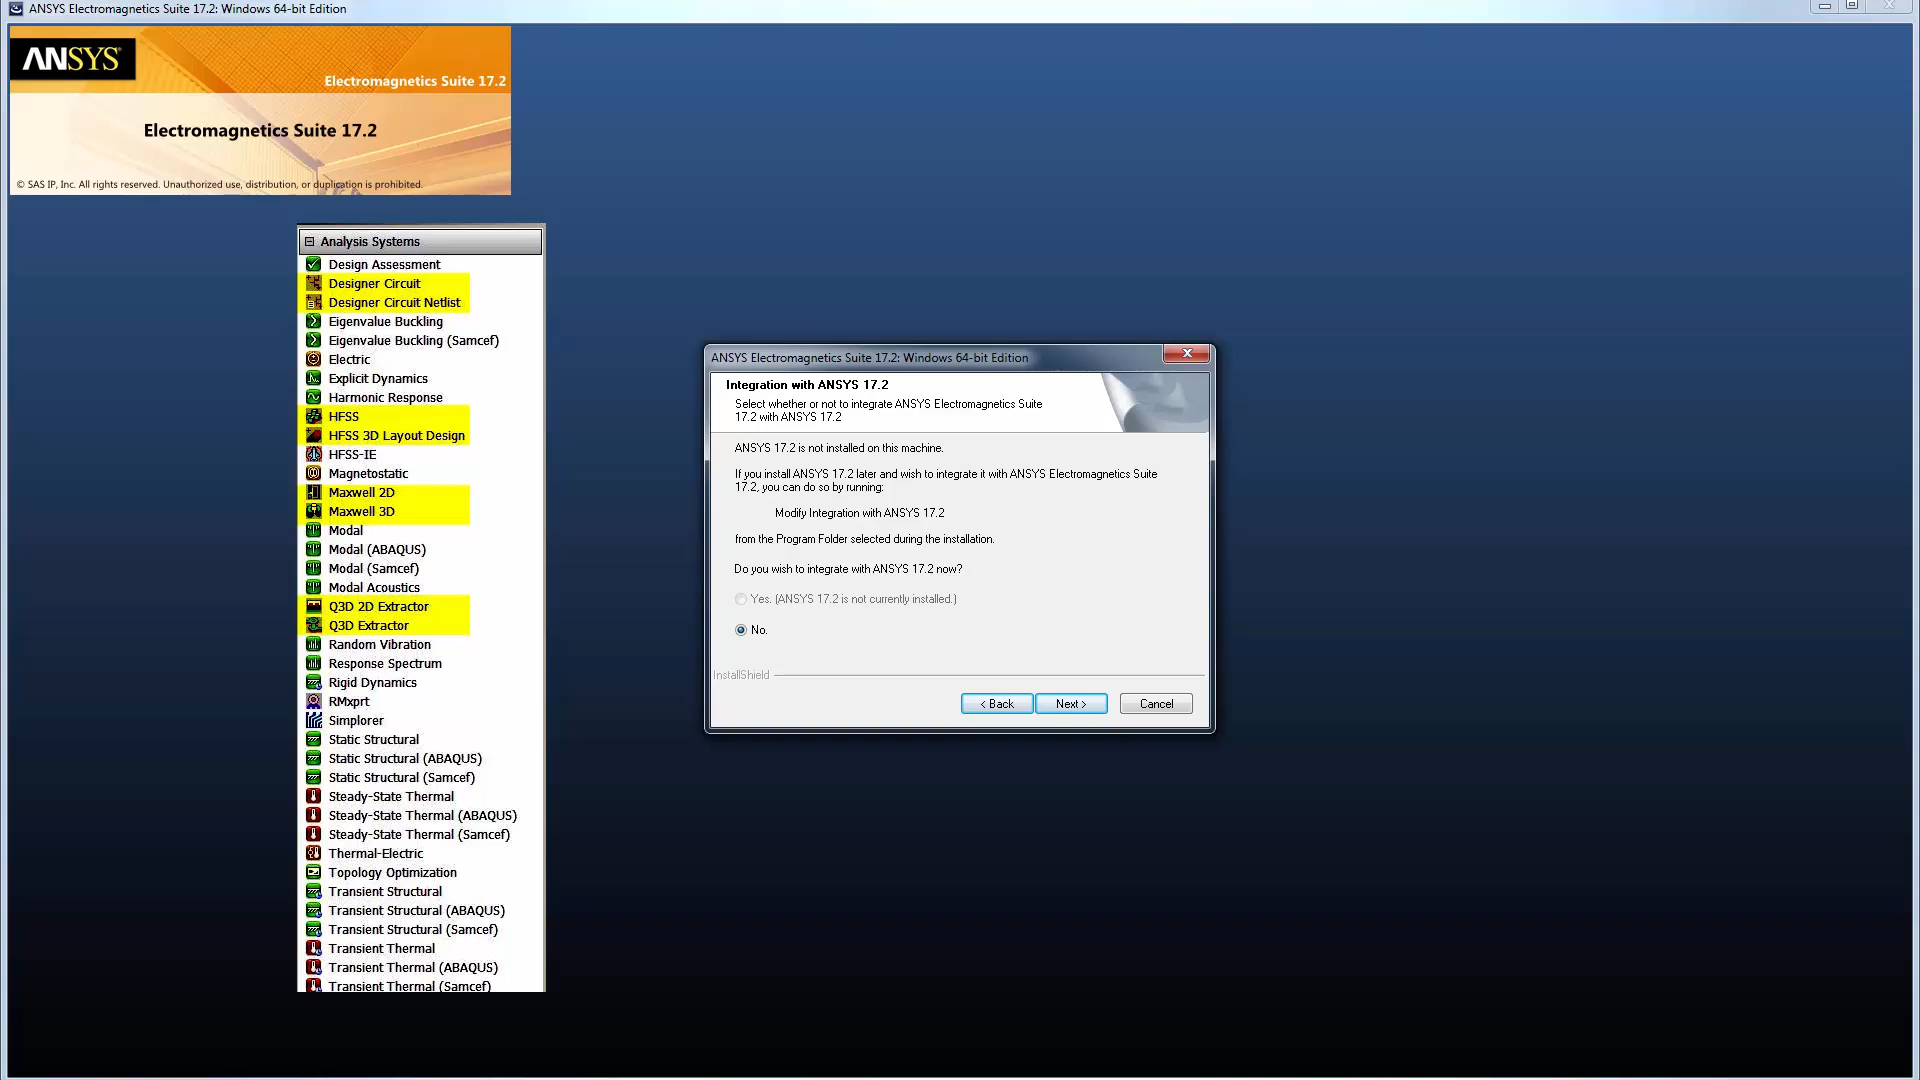 ANSYS Electromagnetics Suite 17.2: Windows 64-bit Edition
ANSYS
Electromagnetics Suite 17.2
Electromagnetics Suite 17.2
© SAS IP, Inc. All rights reserved. Unauthorized use, distribution, or duplication is prohibited.
Analysis Systems
Design Assessment
Designer Circuit
Designer Circuit Netlist
Eigenvalue Buckling
Eigenvalue Buckling (Samcef)
Electric
Explicit Dynamics
Harmonic Response
HFSS
HFSS 3D Layout Design
HFSS-IE
Magnetostatic
Maxwell 2D
Maxwell 3D
Modal
Modal (ABAQUS)
Modal (Samcef)
Modal Acoustics
Q3D 2D Extractor
Q3D Extractor
Random Vibration
Response Spectrum
Rigid Dynamics
RMxprt
Simplorer
Static Structural
Static Structural (ABAQUS)
Static Structural (Samcef)
Steady-State Thermal
Steady-State Thermal (ABAQUS)
Steady-State Thermal (Samcef)
Thermal-Electric
Topology Optimization
Transient Structural
Transient Structural (ABAQUS)
Transient Structural (Samcef)
Transient Thermal
Transient Thermal (ABAQUS)
Transient Thermal (Samcef)
ANSYS Electromagnetics Suite 17.2: Windows 64-bit Edition
Integration with ANSYS 17.2
Select whether or not to integrate ANSYS Electromagnetics Suite
17.2 with ANSYS 17.2
ANSYS 17.2 is not installed on this machine.
If you install ANSYS 17.2 later and wish to integrate it with ANSYS Electromagnetics Suite
17.2, you can do so by running:
Modify Integration with ANSYS 17.2
from the Program Folder selected during the installation.
Do you wish to integrate with ANSYS 17.2 now?
Yes. (ANSYS 17.2 is not currently installed.)
No.
InstallShield
< Back
Next >
Cancel